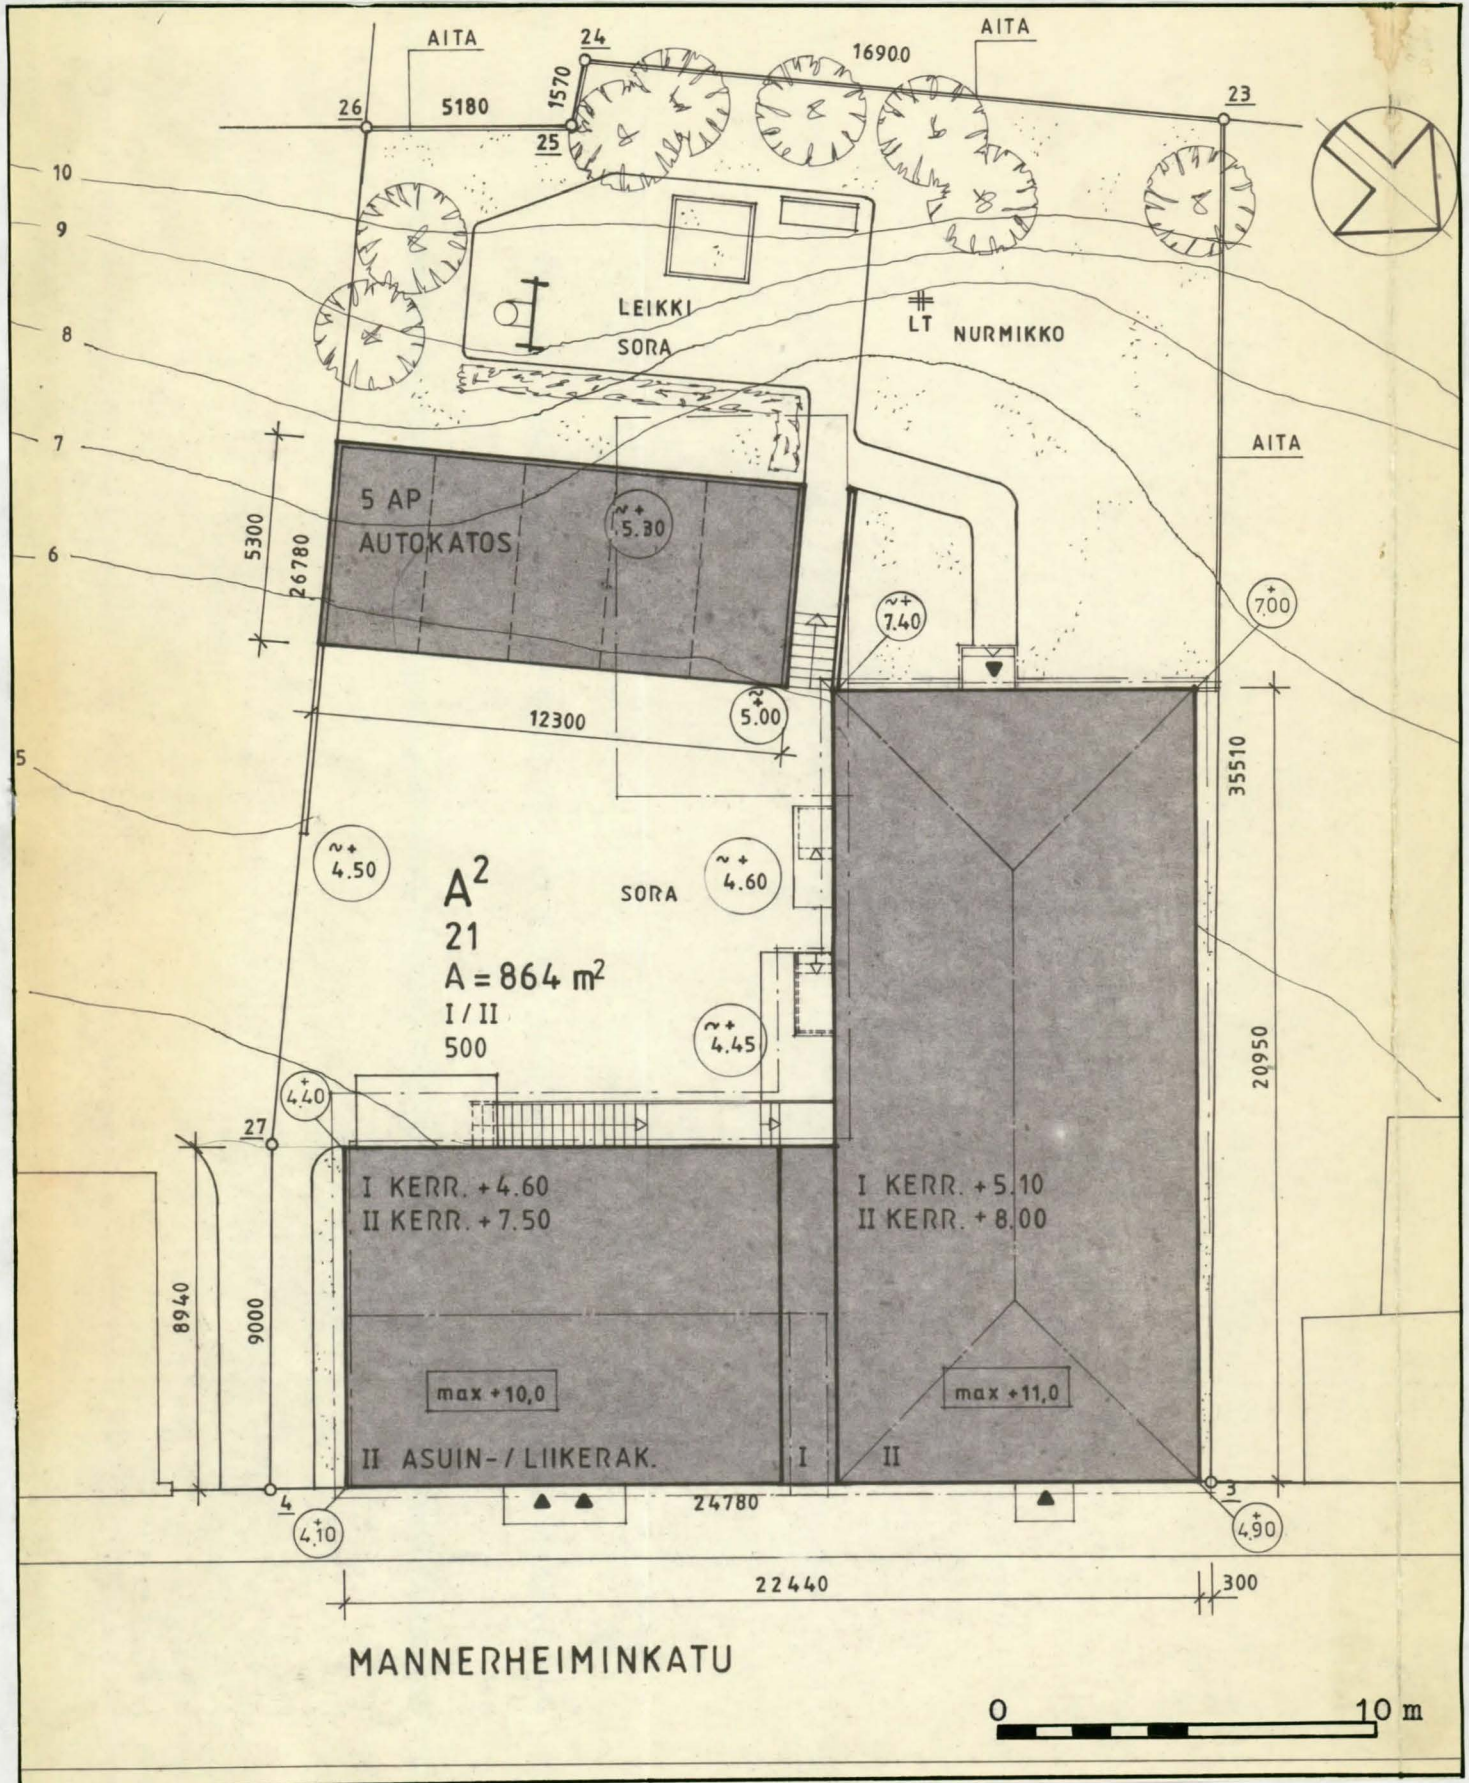 AITA
24
AITA
16900
1570
23
26
5180
25
10
9
LEIKKI
LT
NURMIKKO
8
SORA
7
AITA
5 AP
~+
5.30
5300
AUTOKATOS
26780
6
+
7.00
~+
7.40
12300
~+
5.00
35510
5
~+
4.50
A²
~+
4.60
SORA
21
A = 864 m²
I / II
500
~+
4.45
20950
+
4.40
27
I KERR. +4.60
II KERR. +7.50
I KERR. +5.10
II KERR. +8.00
8940
9000
max +10,0
max +11,0
II ASUIN-/ LIIKERAK.
I
II
4
24780
3
+
4.10
+
4.90
22440
300
MANNERHEIMINKATU
0
10 m